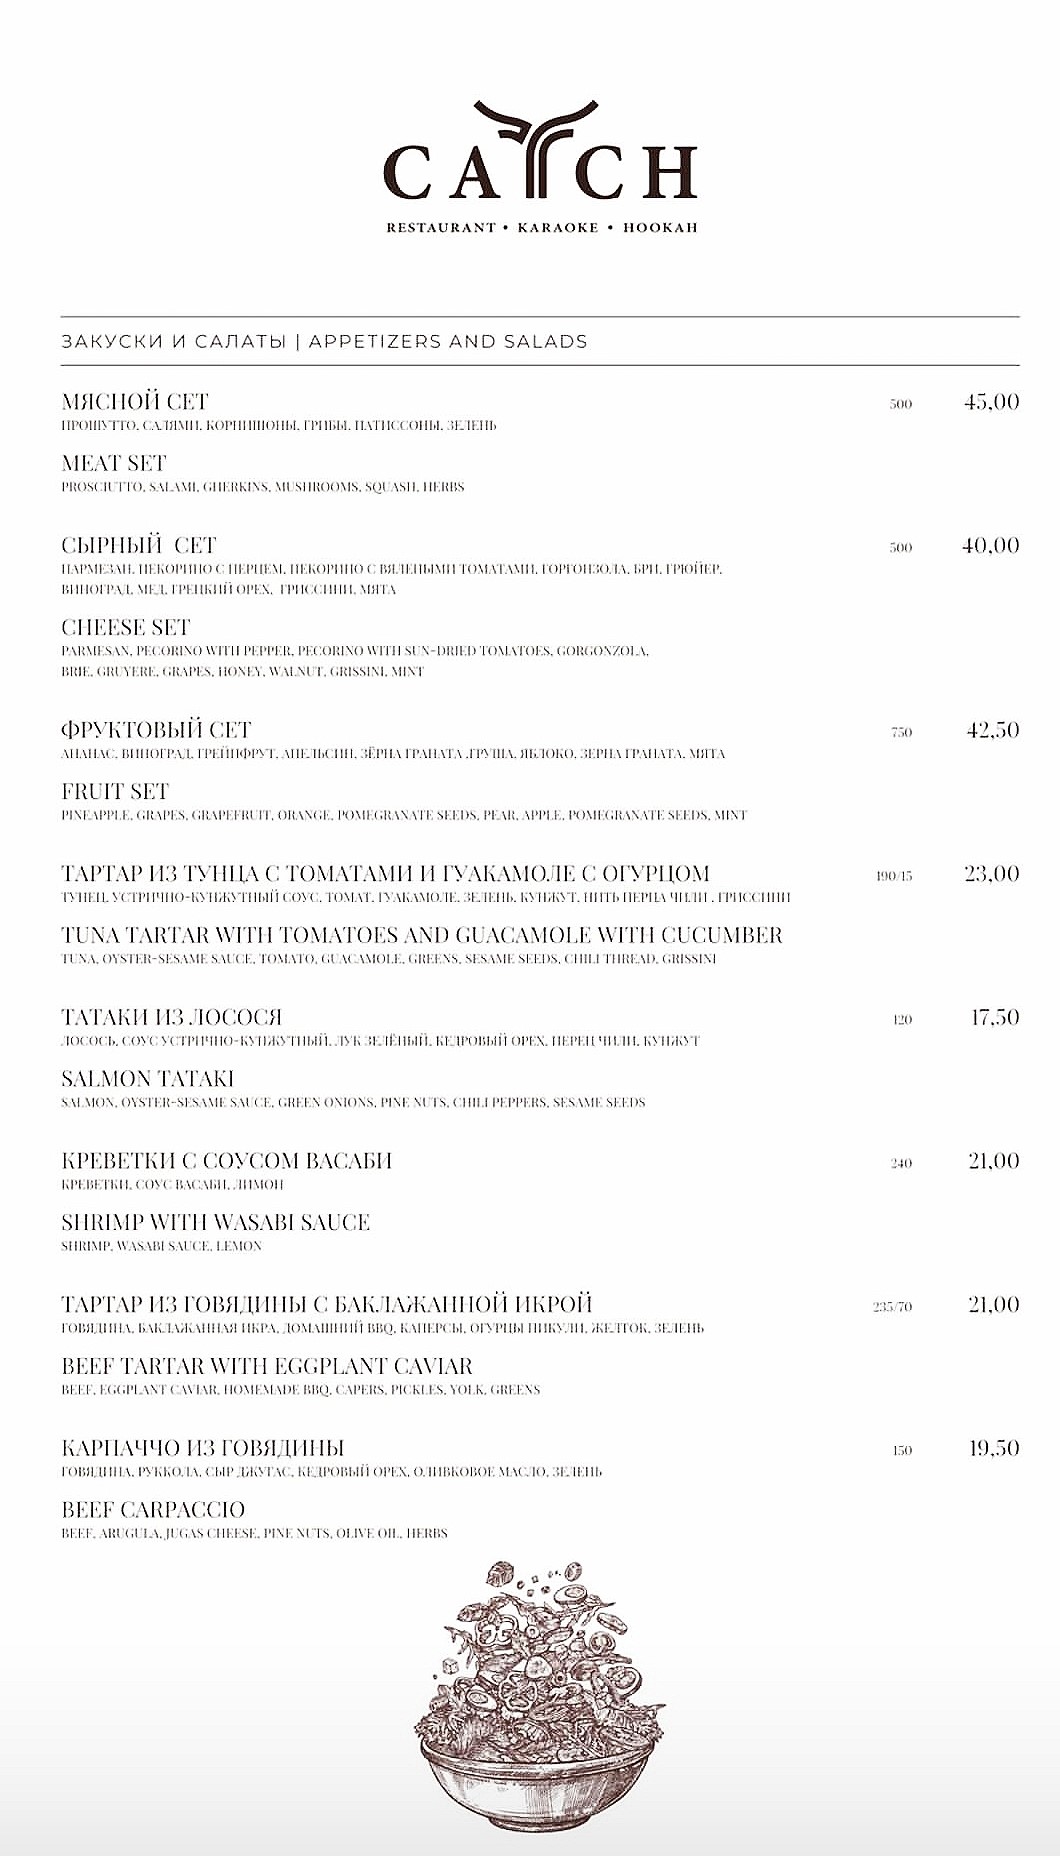 CATCH
RESTAURANT • KARAOKE • HOOKAH
ЗАКУСКИ И САЛАТЫ | APPETIZERS AND SALADS
МЯСНОЙ СЕТ 500 45,00
ПРОШУТТО, САЛЯМИ, КОРНИШОНЫ, ГРИБЫ, ПАТИССОНЫ, ЗЕЛЕНЬ
MEAT SET
PROSCIUTTO, SALAMI, GHERKINS, MUSHROOMS, SQUASH, HERBS
СЫРНЫЙ СЕТ 500 40,00
ПАРМЕЗАН, ПЕКОРИНО С ПЕРЦЕМ, ПЕКОРИНО С ВЯЛЕНЫМИ ТОМАТАМИ, ГОРГОНЗОЛА, БРИ, ГРЮЙЕР,
ВИНОГРАД, МЕД, ГРЕЦКИЙ ОРЕХ, ГРИССИНИ, МЯТА
CHEESE SET
PARMESAN, PECORINO WITH PEPPER, PECORINO WITH SUN-DRIED TOMATOES, GORGONZOLA,
BRIE, GRUYERE, GRAPES, HONEY, WALNUT, GRISSINI, MINT
ФРУКТОВЫЙ СЕТ 750 42,50
АНАНАС, ВИНОГРАД, ГРЕЙПФРУТ, АПЕЛЬСИН, ЗЁРНА ГРАНАТА ,ГРУША, ЯБЛОКО, ЗЕРНА ГРАНАТА, МЯТА
FRUIT SET
PINEAPPLE, GRAPES, GRAPEFRUIT, ORANGE, POMEGRANATE SEEDS, PEAR, APPLE, POMEGRANATE SEEDS, MINT
ТАРТАР ИЗ ТУНЦА С ТОМАТАМИ И ГУАКАМОЛЕ С ОГУРЦОМ 190/15 23,00
ТУНЕЦ, УСТРИЧНО-КУНЖУТНЫЙ СОУС, ТОМАТ, ГУАКАМОЛЕ, ЗЕЛЕНЬ, КУНЖУТ, НИТЬ ПЕРЦА ЧИЛИ , ГРИССИНИ
TUNA TARTAR WITH TOMATOES AND GUACAMOLE WITH CUCUMBER
TUNA, OYSTER-SESAME SAUCE, TOMATO, GUACAMOLE, GREENS, SESAME SEEDS, CHILI THREAD, GRISSINI
ТАТАКИ ИЗ ЛОСОСЯ 120 17,50
ЛОСОСЬ, СОУС УСТРИЧНО-КУНЖУТНЫЙ, ЛУК ЗЕЛЁНЫЙ, КЕДРОВЫЙ ОРЕХ, ПЕРЕЦ ЧИЛИ, КУНЖУТ
SALMON TATAKI
SALMON, OYSTER-SESAME SAUCE, GREEN ONIONS, PINE NUTS, CHILI PEPPERS, SESAME SEEDS
КРЕВЕТКИ С СОУСОМ ВАСАБИ 240 21,00
КРЕВЕТКИ, СОУС ВАСАБИ, ЛИМОН
SHRIMP WITH WASABI SAUCE
SHRIMP, WASABI SAUCE, LEMON
ТАРТАР ИЗ ГОВЯДИНЫ С БАКЛАЖАННОЙ ИКРОЙ 235/70 21,00
ГОВЯДИНА, БАКЛАЖАННАЯ ИКРА, ДОМАШНИЙ BBQ, КАПЕРСЫ, ОГУРЦЫ ПИКУЛИ, ЖЕЛТОК, ЗЕЛЕНЬ
BEEF TARTAR WITH EGGPLANT CAVIAR
BEEF, EGGPLANT CAVIAR, HOMEMADE BBQ, CAPERS, PICKLES, YOLK, GREENS
КАРПАЧЧО ИЗ ГОВЯДИНЫ 150 19,50
ГОВЯДИНА, РУККОЛА, СЫР ДЖУГАС, КЕДРОВЫЙ ОРЕХ, ОЛИВКОВОЕ МАСЛО, ЗЕЛЕНЬ
BEEF CARPACCIO
BEEF, ARUGULA, JUGAS CHEESE, PINE NUTS, OLIVE OIL, HERBS